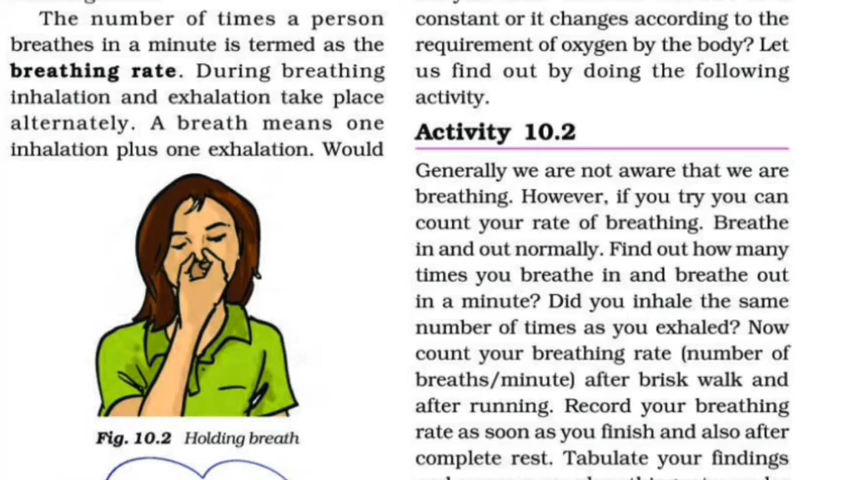 The number of times a person
breathes in a minute is termed as the
breathing rate. During breathing
inhalation and exhalation take place
alternately. A breath means one
inhalation plus one exhalation. Would
Fig. 10.2 Holding breath
constant or it changes according to the
requirement of oxygen by the body? Let
us find out by doing the following
activity.
Activity 10.2
Generally we are not aware that we are
breathing. However, if you try you can
count your rate of breathing. Breathe
in and out normally. Find out how many
times you breathe in and breathe out
in a minute? Did you inhale the same
number of times as you exhaled? Now
count your breathing rate (number of
breaths/minute) after brisk walk and
after running. Record your breathing
rate as soon as you finish and also after
complete rest. Tabulate your findings